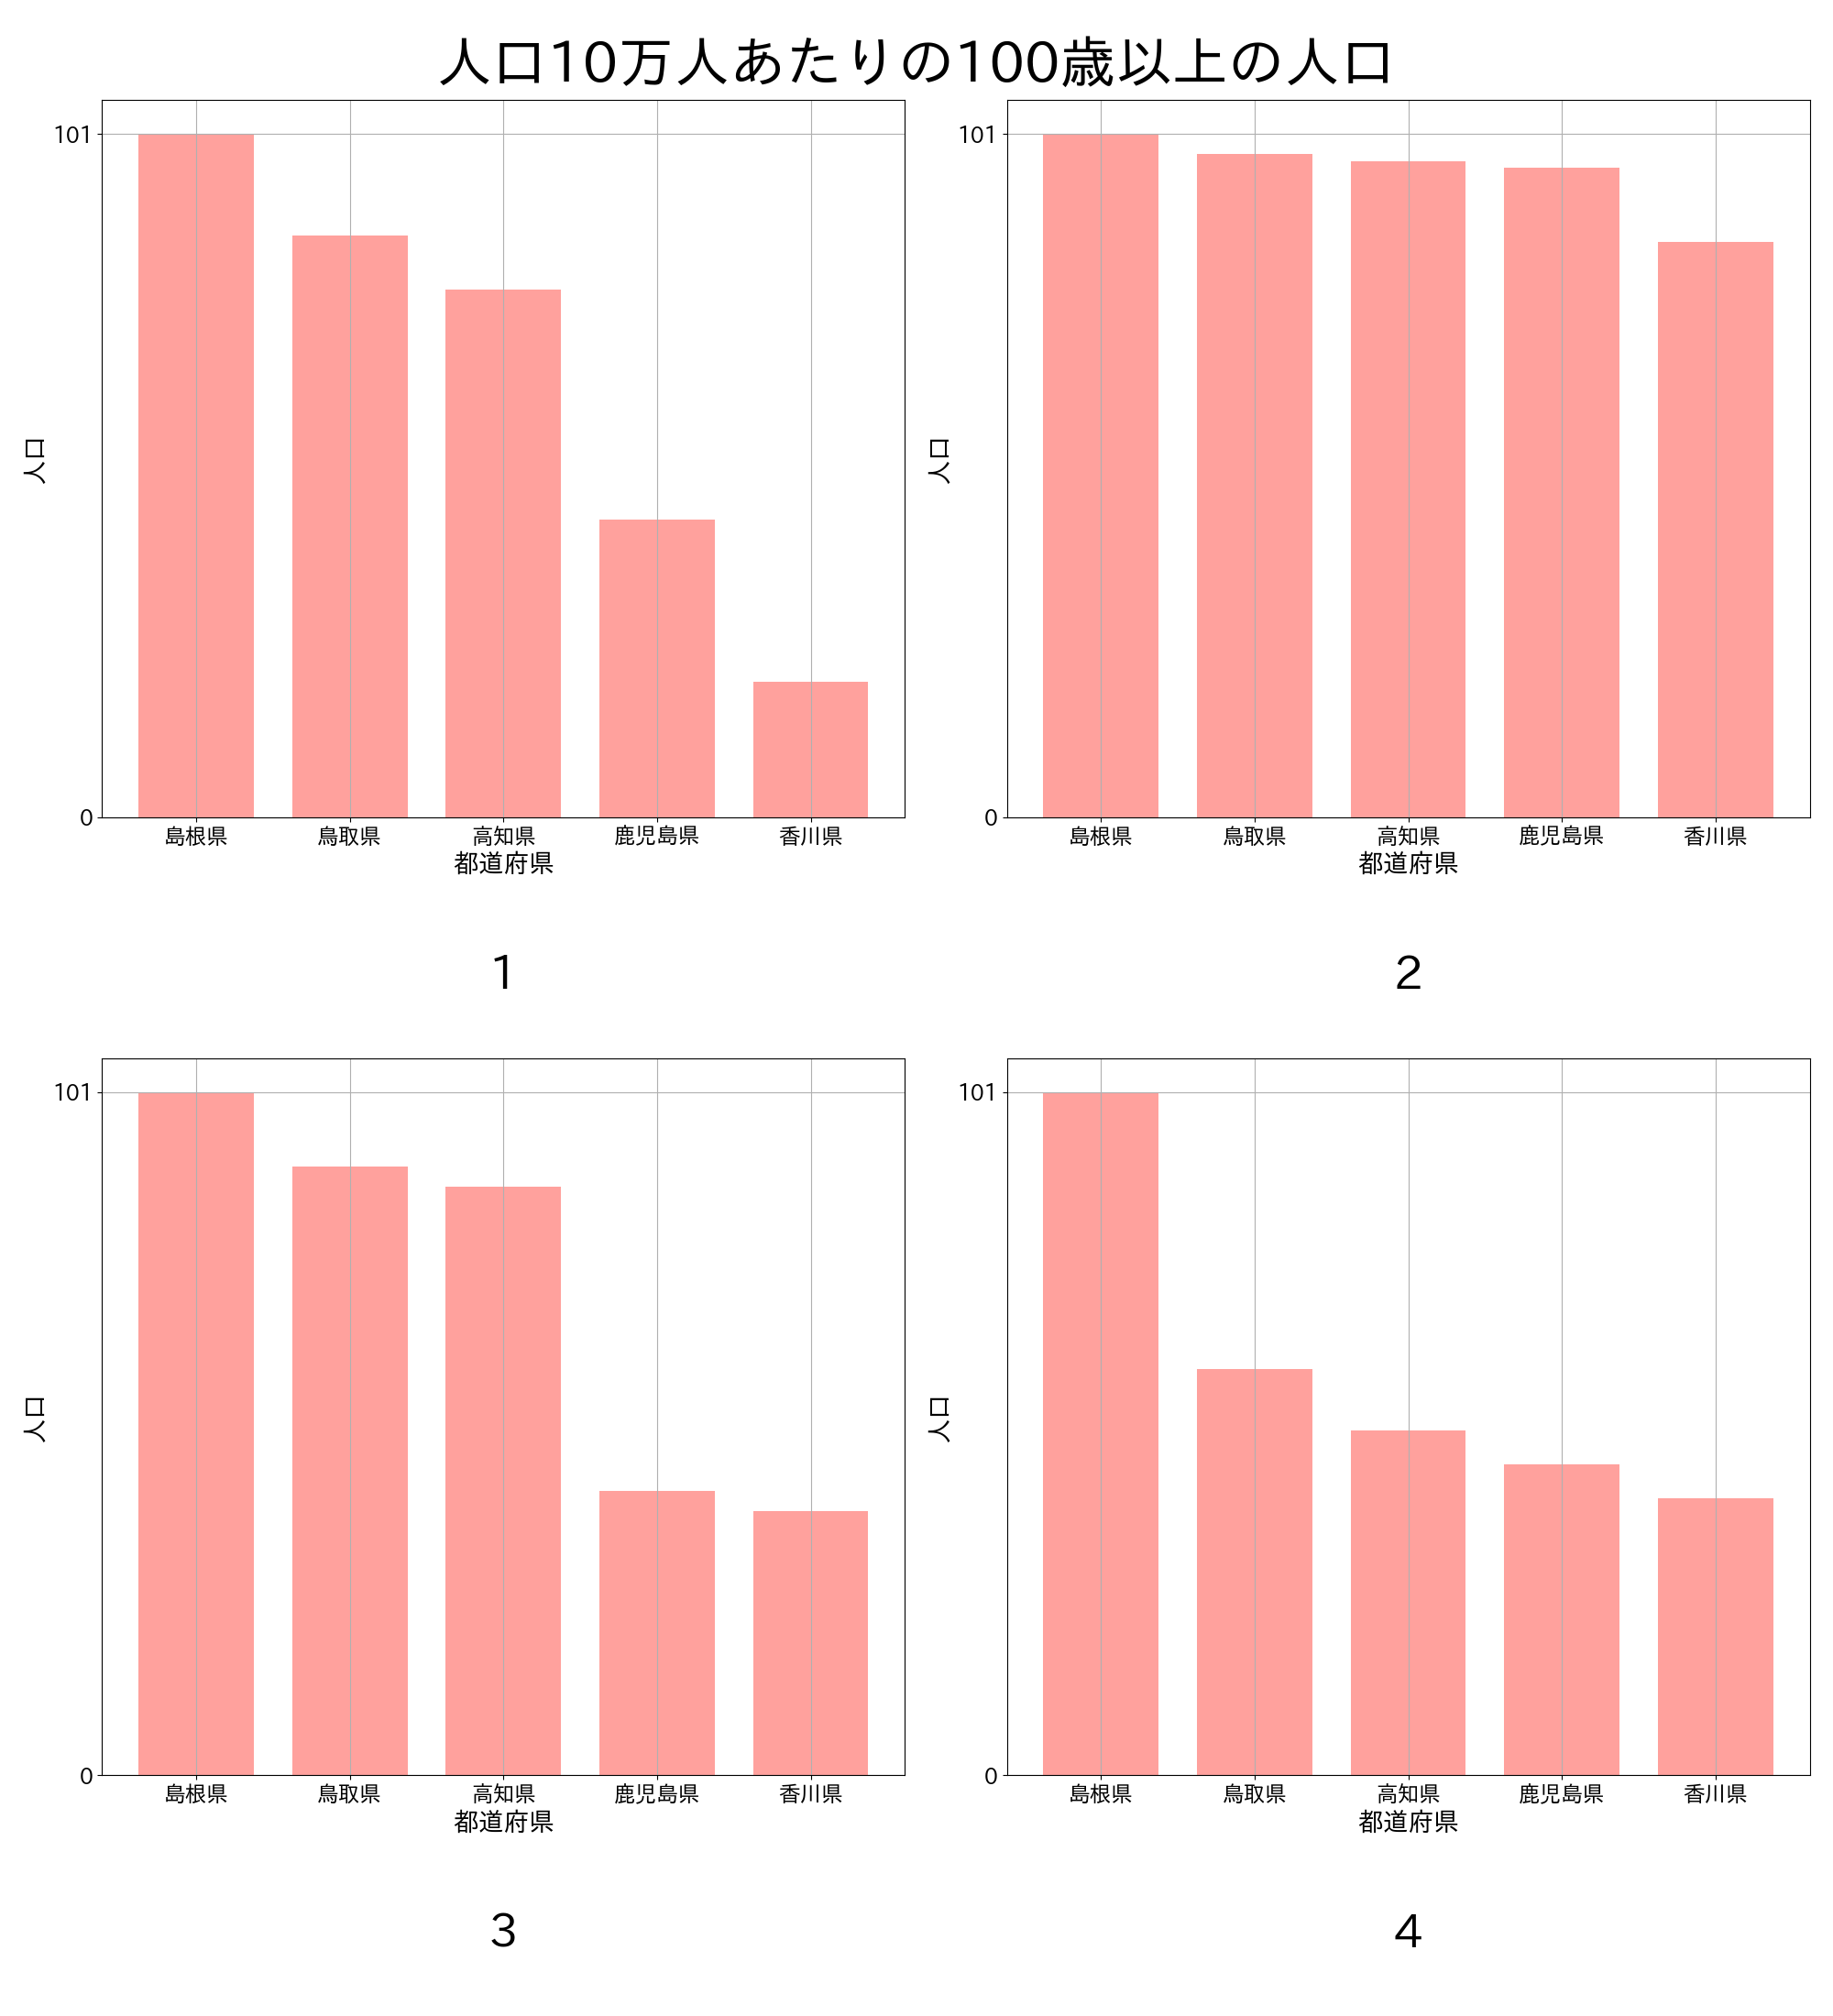 人口10万人あたりの100歳以上の人口
101
0
人口
島根県 鳥取県 高知県 鹿児島県 香川県
都道府県
1
101
0
人口
島根県 鳥取県 高知県 鹿児島県 香川県
都道府県
2
101
0
人口
島根県 鳥取県 高知県 鹿児島県 香川県
都道府県
3
101
0
人口
島根県 鳥取県 高知県 鹿児島県 香川県
都道府県
4